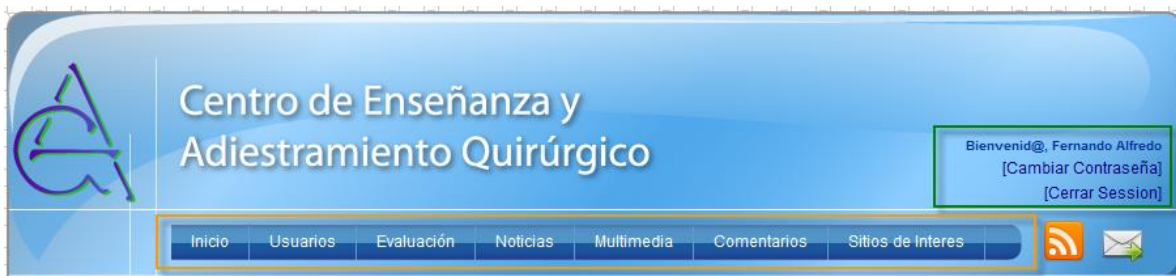 Centro de Enseñanza y
Adiestramiento Quirúrgico
Bienvenid@, Fernando Alfredo
[Cambiar Contraseña]
[Cerrar Session]
Inicio Usuarios Evaluación Noticias Multimedia Comentarios Sitios de Interes